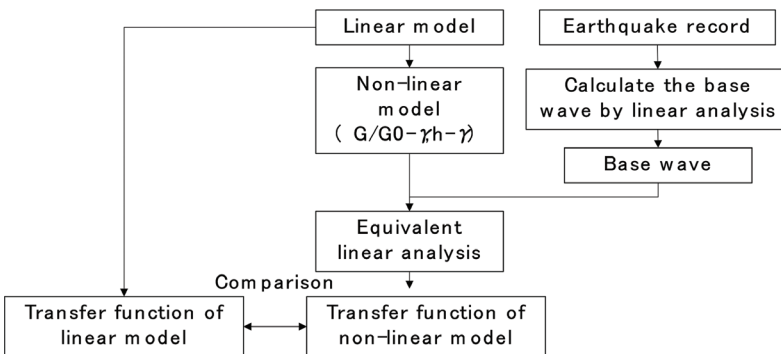 Linear model
Earthquake record
Non-linear
model
( G/G0-γ,h-γ)
Calculate the base
wave by linear analysis
Base wave
Equivalent
linear analysis
Comparison
Transfer function of
linear model
Transfer function of
non-linear model